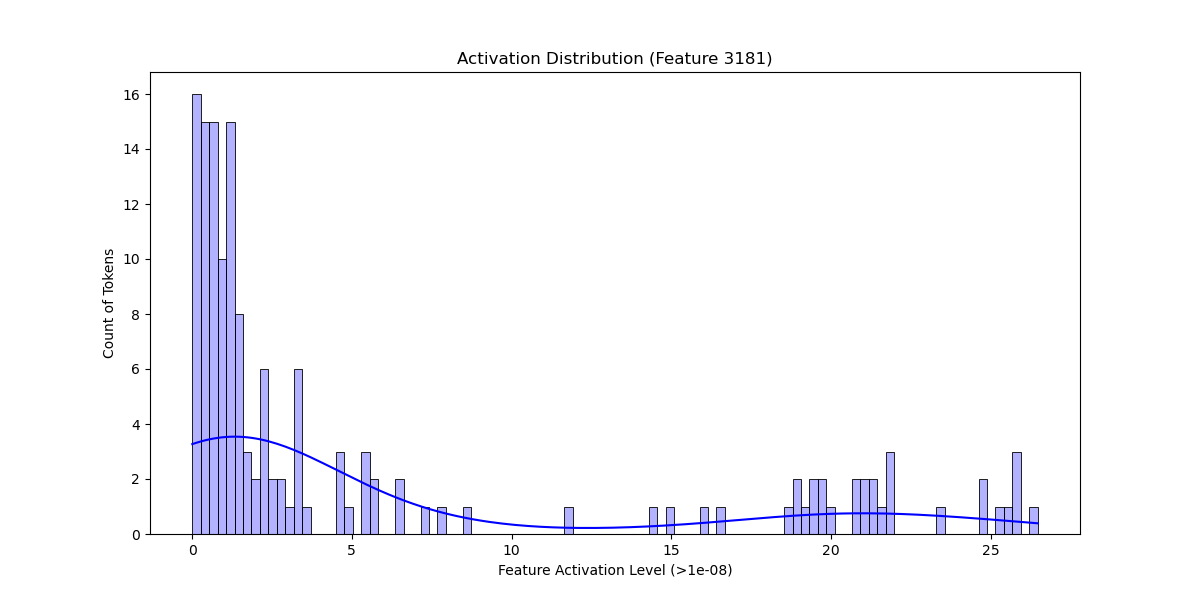 Activation Distribution (Feature 3181)
16
14
12
10
8
6
4
2
0
Count of Tokens
0 5 10 15 20 25
Feature Activation Level (>1e-08)